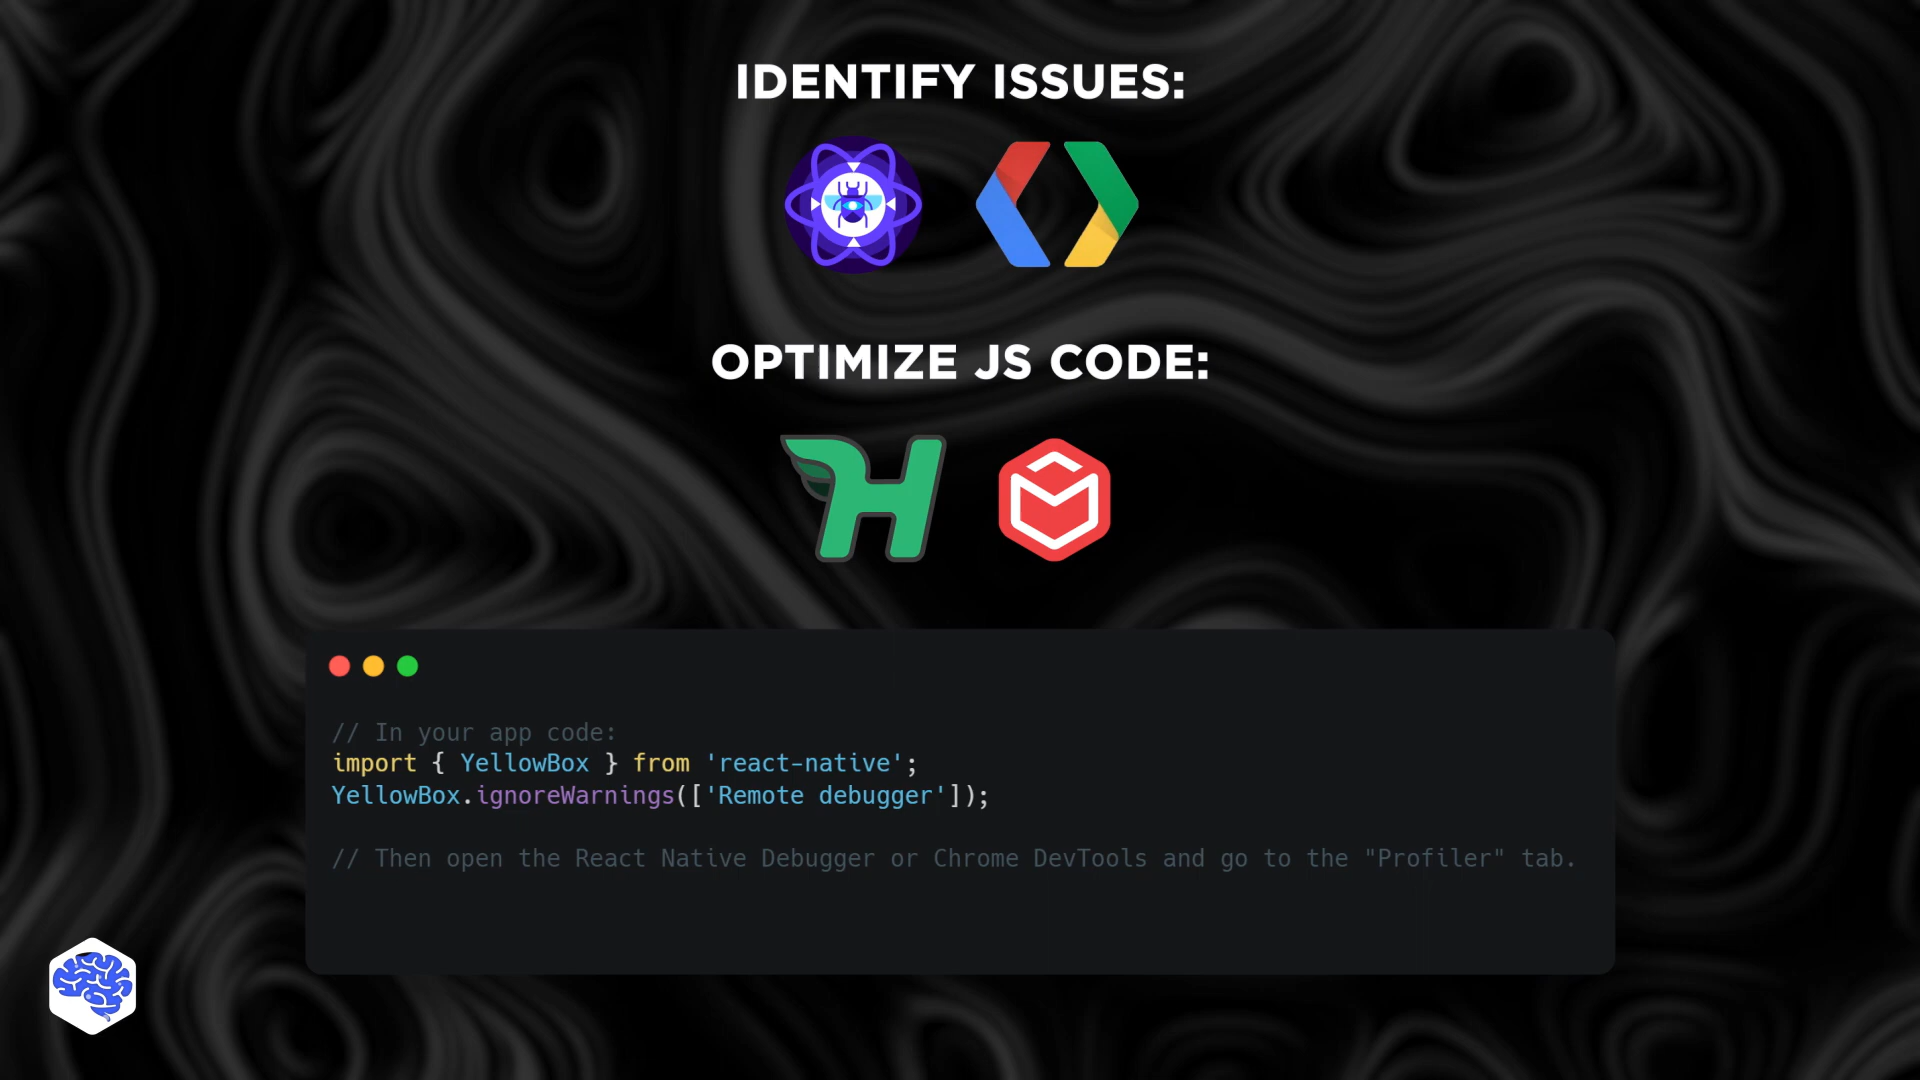 IDENTIFY ISSUES:
OPTIMIZE JS CODE:
// In your app code:
import { YellowBox } from 'react-native';
YellowBox.ignoreWarnings(['Remote debugger']);
// Then open the React Native Debugger or Chrome DevTools and go to the "Profiler" tab.